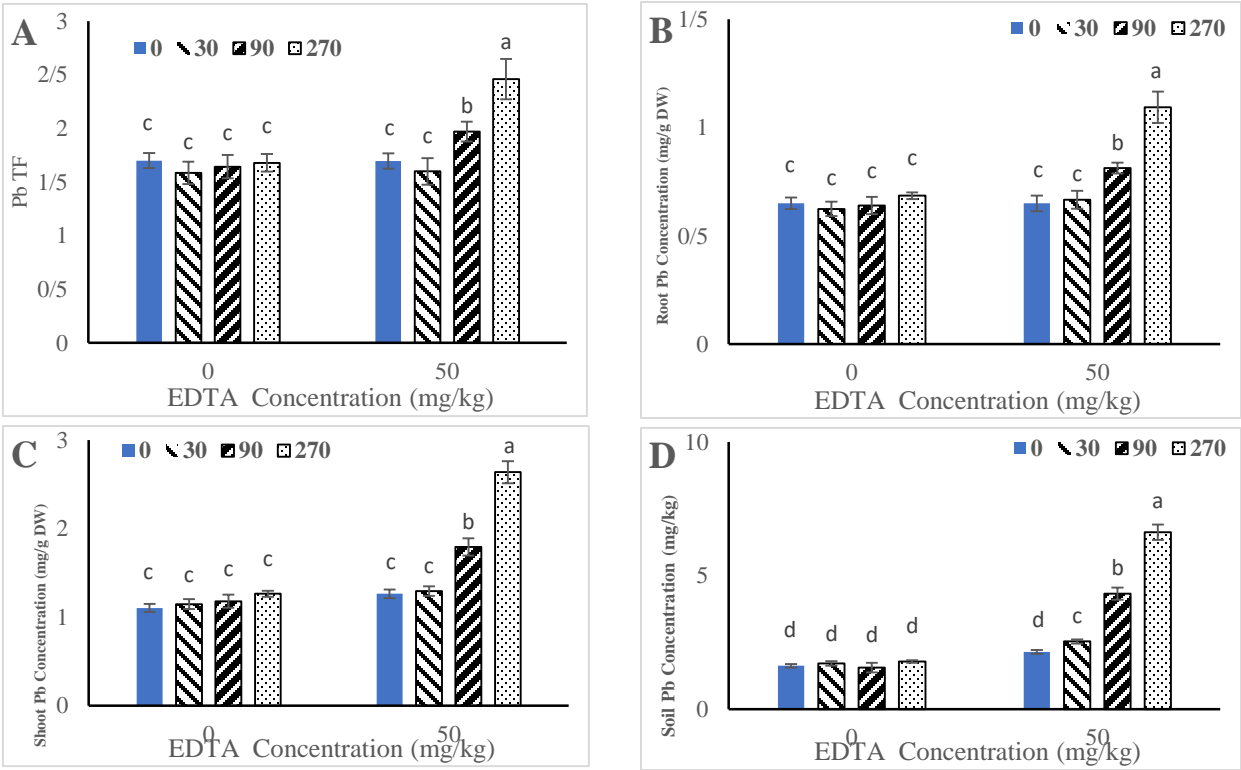 A
0 30 90 270
3
2/5
2
1/5
1
0/5
0
Pb TF
c c c c c c b a
0 50
EDTA Concentration (mg/kg)
B
0 30 90 270
1/5
1
0/5
0
Root Pb Concentration (mg/g DW)
c c c c c c b a
0 50
EDTA Concentration (mg/kg)
C
0 30 90 270
3
2
1
0
Shoot Pb Concentration (mg/g DW)
c c c c c c b a
0 50
EDTA Concentration (mg/kg)
D
0 30 90 270
10
5
0
Soil Pb Concentration (mg/kg)
d d d d d c b a
0 50
EDTA Concentration (mg/kg)